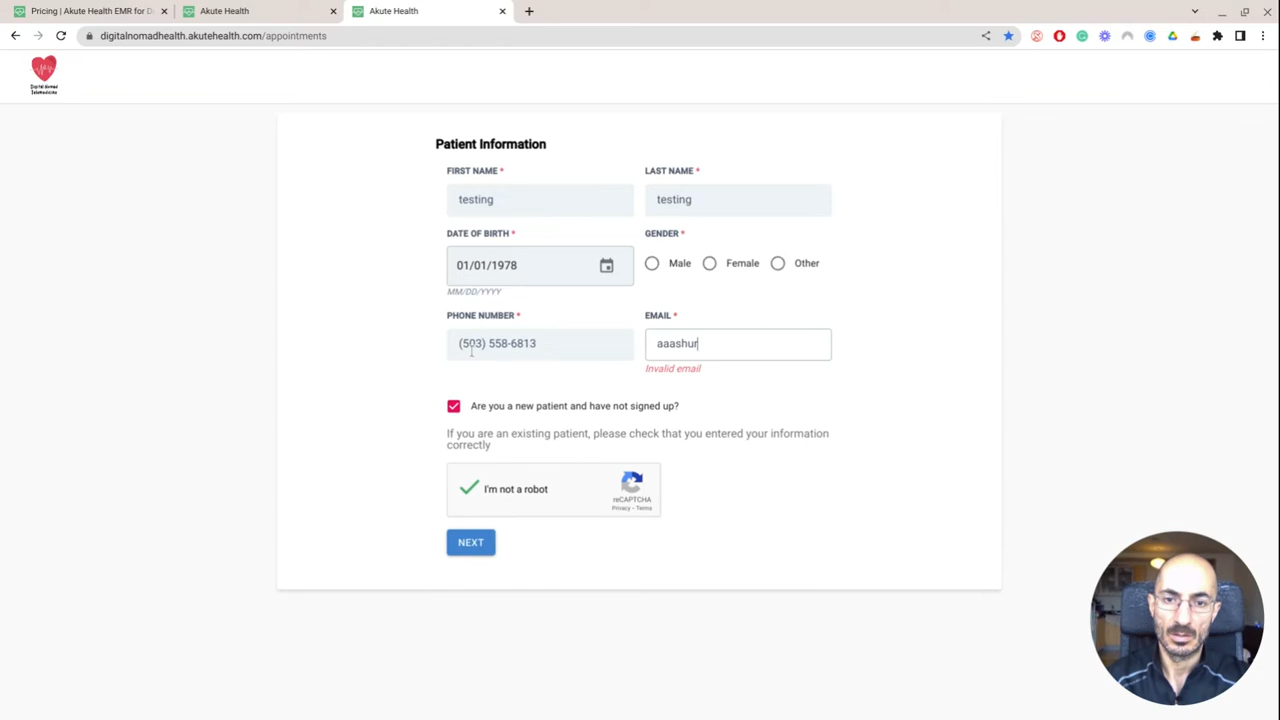 Pricing | Akute Health EMR for D
Akute Health
Akute Health
digitalnomadhealth.akutehealth.com/appointments
Digital Nomad
Telemedicine
Patient Information
FIRST NAME *
LAST NAME *
testing
testing
DATE OF BIRTH *
GENDER *
01/01/1978
Male
Female
Other
MM/DD/YYYY
PHONE NUMBER *
EMAIL *
(503) 558-6813
aaashur
Invalid email
Are you a new patient and have not signed up?
If you are an existing patient, please check that you entered your information
correctly
I'm not a robot
reCAPTCHA
Privacy - Terms
NEXT